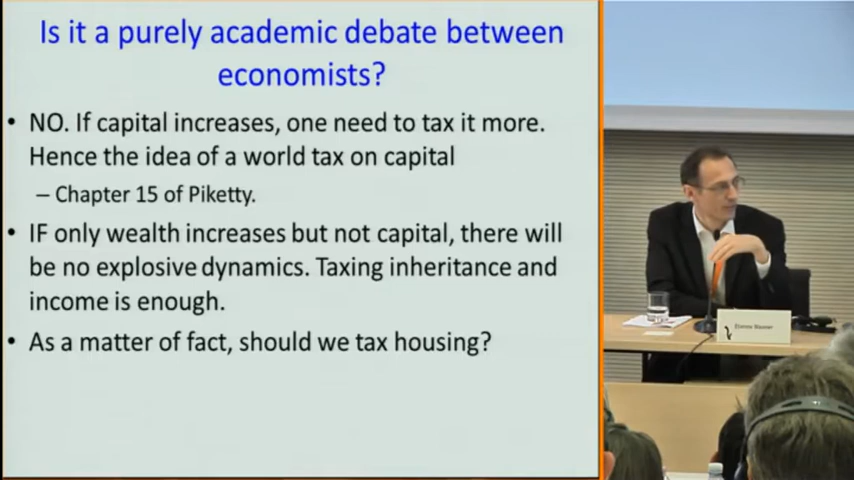 Is it a purely academic debate between
economists?
• NO. If capital increases, one need to tax it more.
Hence the idea of a world tax on capital
– Chapter 15 of Piketty.
• IF only wealth increases but not capital, there will
be no explosive dynamics. Taxing inheritance and
income is enough.
• As a matter of fact, should we tax housing?
Etienne Wasmer